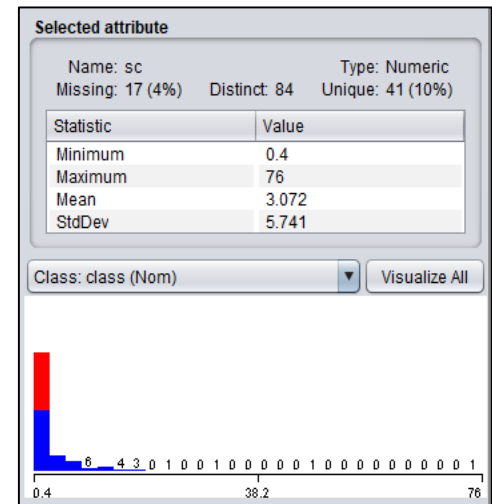 Selected attribute
Name: sc Type: Numeric
Missing: 17 (4%) Distinct: 84 Unique: 41 (10%)
Statistic Value
Minimum 0.4
Maximum 76
Mean 3.072
StdDev 5.741
Class: class (Nom) Visualize All
6 4 3 0 1 0 0 1 0 0 0 0 0 1 0 0 0 0 0 0 0 0 0 1
0.4 38.2 76